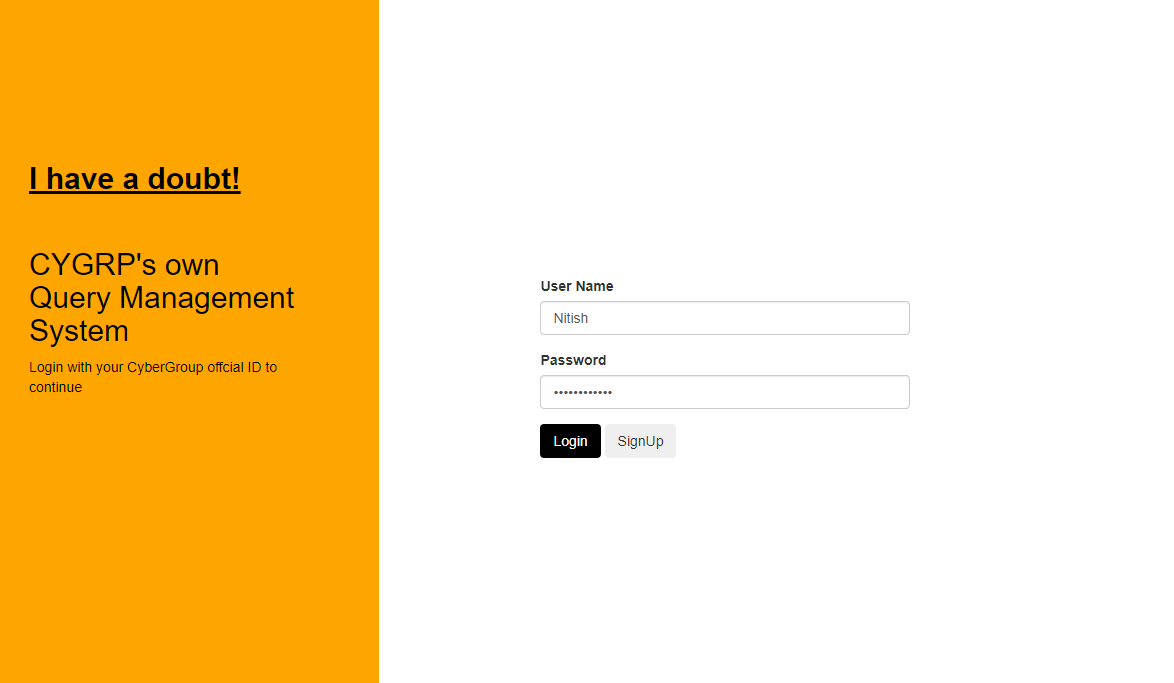 I have a doubt!
CYGRP's own
Query Management
System
Login with your CyberGroup offcial ID to
continue
User Name
Nitish
Password
••••••••••••
Login SignUp